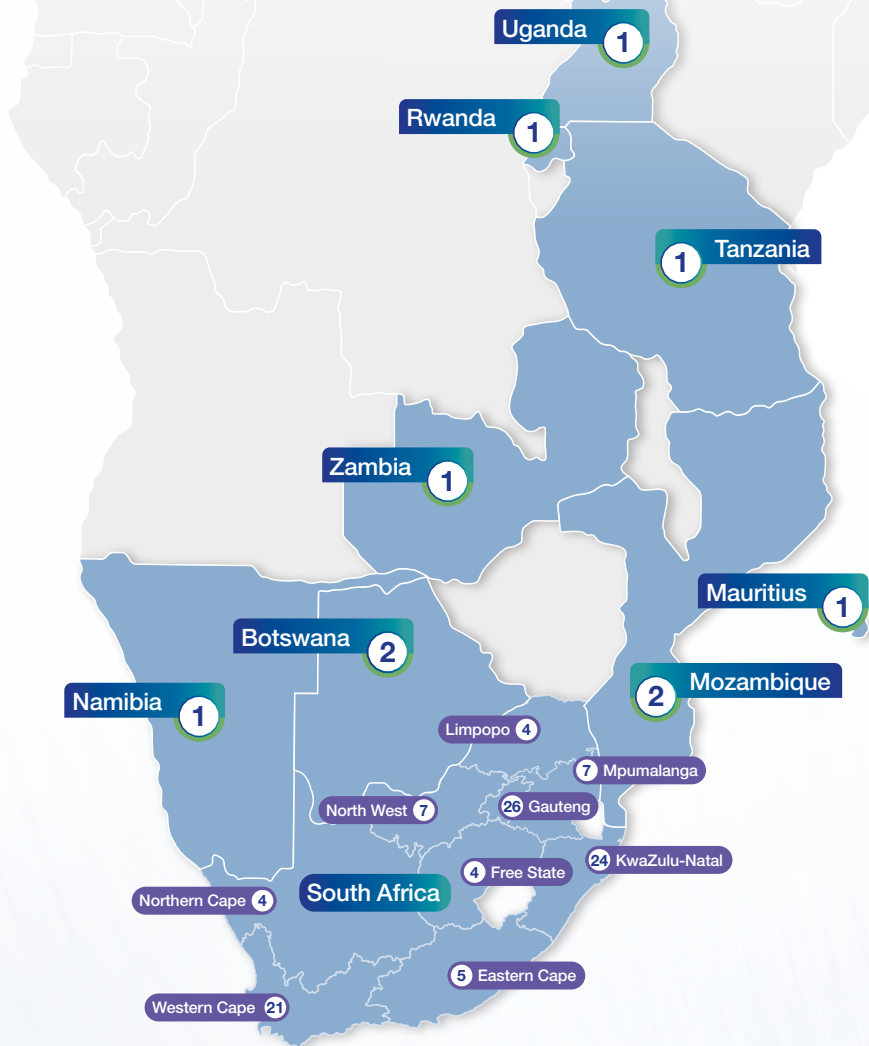 Uganda 1
Rwanda 1
1 Tanzania
Zambia 1
Mauritius 1
Botswana 2
2 Mozambique
Namibia 1
Limpopo 4
7 Mpumalanga
North West 7
26 Gauteng
24 KwaZulu-Natal
4 Free State
South Africa
Northern Cape 4
5 Eastern Cape
Western Cape 21